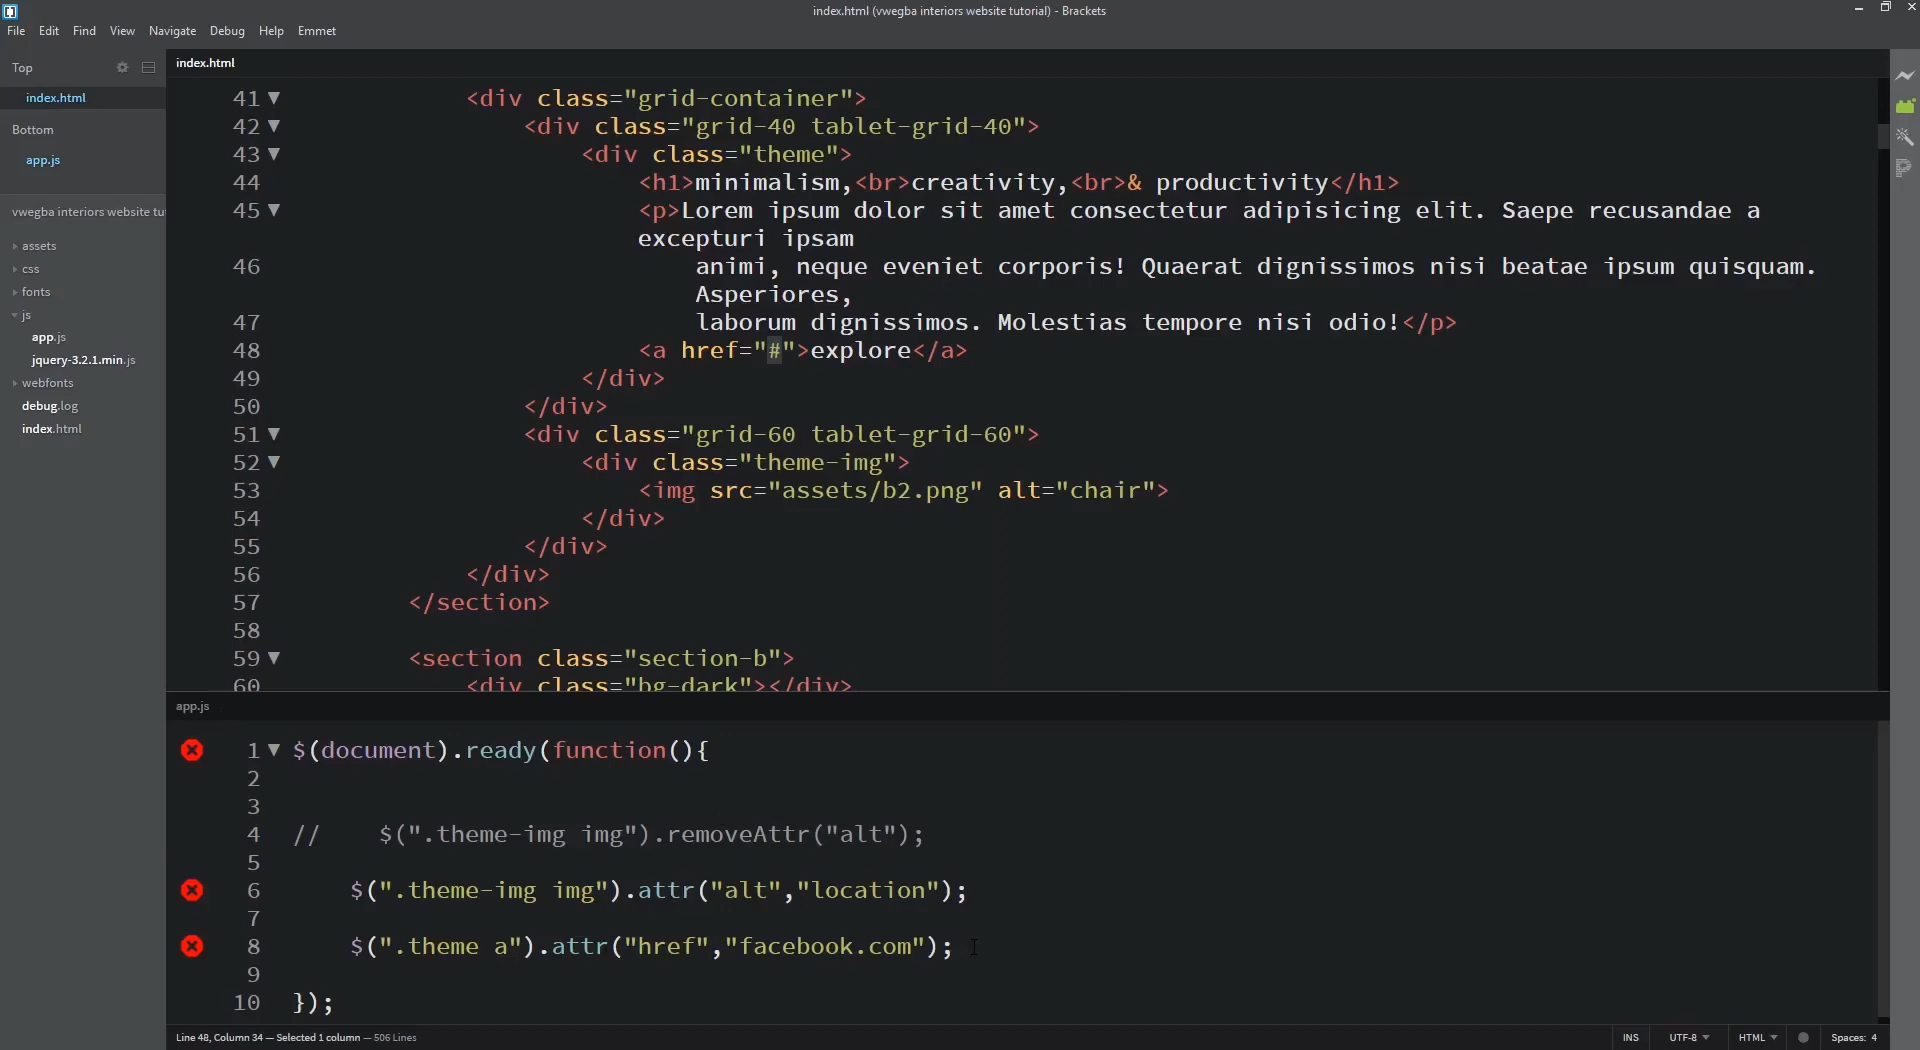 index.html (vwegba interiors website tutorial) - Brackets
File Edit Find View Navigate Debug Help Emmet
Top
index.html
Bottom
app.js
vwegba interiors website tu
assets
css
fonts
js
app.js
jquery-3.2.1.min.js
webfonts
debug.log
index.html
index.html
41 <div class="grid-container">
42 <div class="grid-40 tablet-grid-40">
43 <div class="theme">
44 <h1>minimalism,<br>creativity,<br>& productivity</h1>
45 <p>Lorem ipsum dolor sit amet consectetur adipisicing elit. Saepe recusandae a
excepturi ipsam
46 animi, neque eveniet corporis! Quaerat dignissimos nisi beatae ipsum quisquam.
Asperiores,
47 laborum dignissimos. Molestias tempore nisi odio!</p>
48 <a href="#">explore</a>
49 </div>
50 </div>
51 <div class="grid-60 tablet-grid-60">
52 <div class="theme-img">
53 <img src="assets/b2.png" alt="chair">
54 </div>
55 </div>
56 </div>
57 </section>
58
59 <section class="section-b">
60 <div class="bg-dark"></div>
app.js
1 $(document).ready(function(){
2
3
4 // $(".theme-img img").removeAttr("alt");
5
6 $(".theme-img img").attr("alt","location");
7
8 $(".theme a").attr("href","facebook.com");
9
10 });
Line 48, Column 34 — Selected 1 column — 506 Lines
INS UTF-8 HTML Spaces: 4